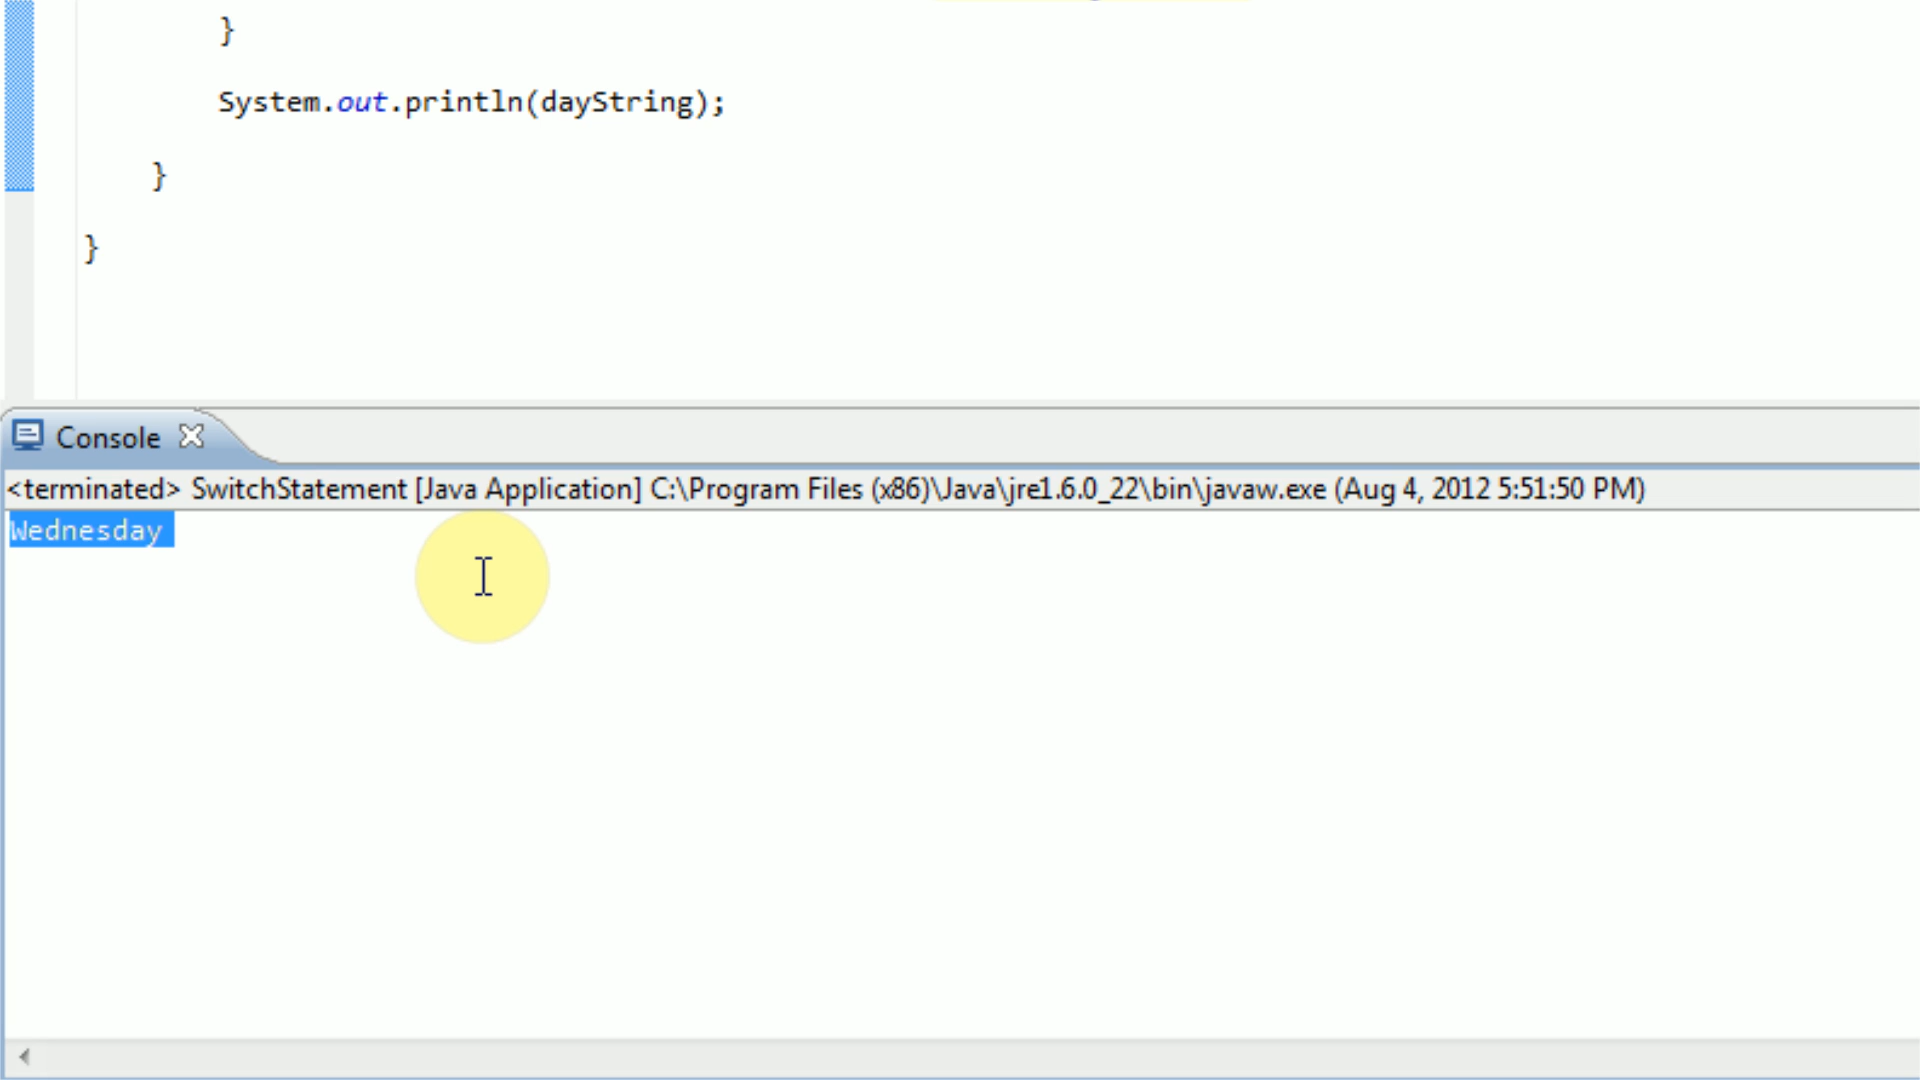 }
System.out.println(dayString);
}
}
Console
<terminated> SwitchStatement [Java Application] C:\Program Files (x86)\Java\jre1.6.0_22\bin\javaw.exe (Aug 4, 2012 5:51:50 PM)
Wednesday